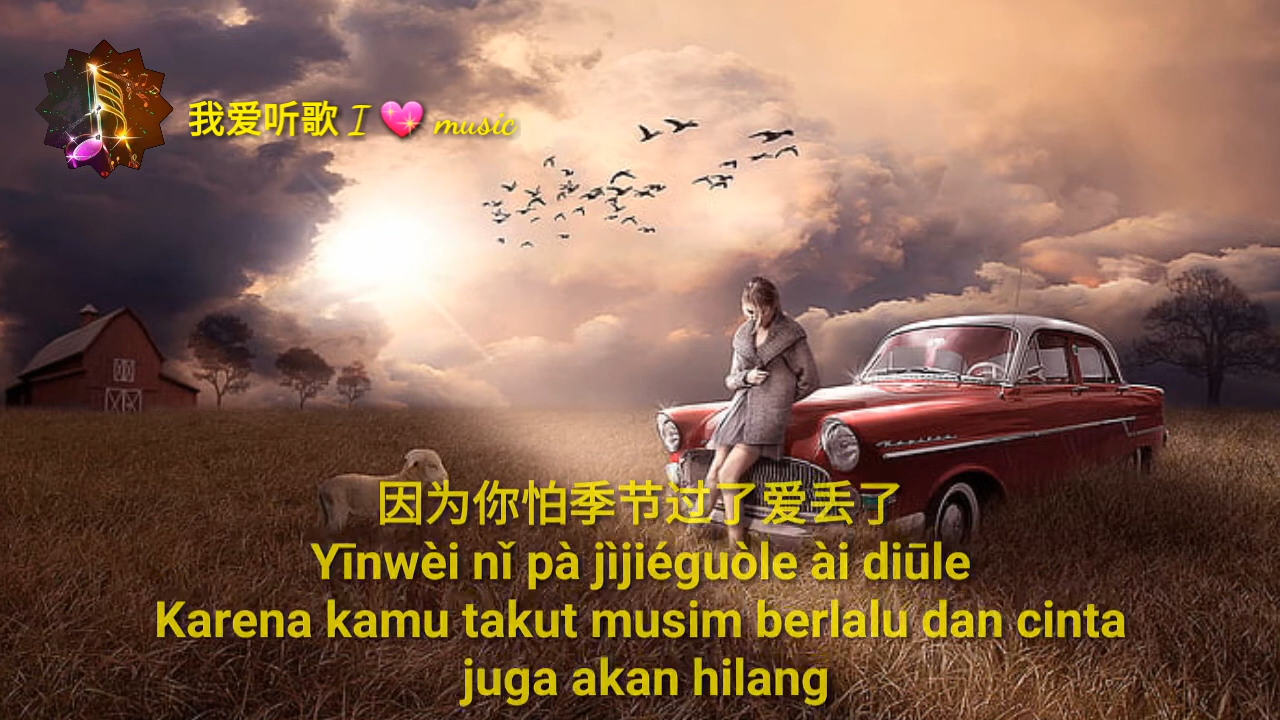 我爱听歌 I 💖 music
因为你怕季节过了爱丢了
Yīnwèi nǐ pà jìjiéguòle ài diūle
Karena kamu takut musim berlalu dan cinta
juga akan hilang